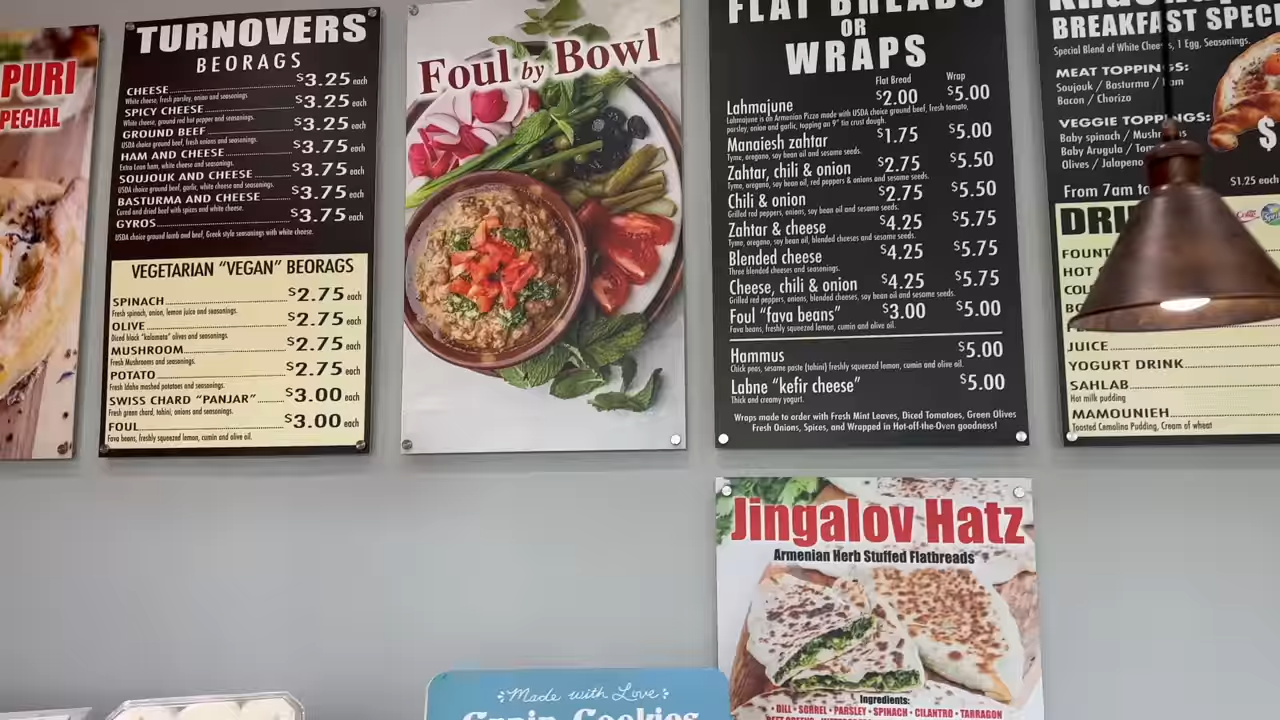 PURI
SPECIAL
TURNOVERS
BEORAGS
CHEESE $3.25 each
White cheese, fresh parsley, onion and seasonings.
SPICY CHEESE $3.25 each
White cheese, ground red hot pepper and seasonings.
GROUND BEEF $3.25 each
USDA choice ground beef, fresh onions and seasonings.
HAM AND CHEESE $3.75 each
Extra Lean ham, white cheese and seasonings.
SOUJOUK AND CHEESE $3.75 each
USDA choice ground beef, garlic, white cheese and seasonings.
BASTURMA AND CHEESE $3.75 each
Cured and dried beef with spices and white cheese.
GYROS $3.75 each
USDA choice ground lamb and beef, Greek style seasonings with white cheese.
VEGETARIAN “VEGAN” BEORAGS
SPINACH $2.75 each
Fresh spinach, onion, lemon juice and seasonings.
OLIVE $2.75 each
Diced black "kalamata" olives and seasonings.
MUSHROOM $2.75 each
Fresh Mushrooms and seasonings.
POTATO $2.75 each
Fresh Idaho mashed potatoes and seasonings.
SWISS CHARD “PANJAR” $3.00 each
Fresh green chard, tahini, onions and seasonings.
FOUL $3.00 each
Fava beans, freshly squeezed lemon, cumin and olive oil.
Foul by Bowl
FLAT BREADS
OR
WRAPS
Flat Bread Wrap
Lahmajune $2.00 $5.00
Lahmajune is an Armenian Pizza made with USDA choice ground beef, fresh tomato,
parsley, onion and garlic, topping an 9" tin crust dough.
Manaiesh zahtar $1.75 $5.00
Tyme, oregano, soy bean oil and sesame seeds.
Zahtar, chili & onion $2.75 $5.50
Tyme, oregano, soy bean oil, red peppers & onions and sesame seeds.
Chili & onion $2.75 $5.50
Grilled red peppers, onions, soy bean oil and sesame seeds.
Zahtar & cheese $4.25 $5.75
Tyme, oregano, soy bean oil, blended cheeses and sesame seeds.
Blended cheese $4.25 $5.75
Three blended cheeses and seasonings.
Cheese, chili & onion $4.25 $5.75
Grilled red peppers, onions, blended cheeses, soy bean oil and sesame seeds.
Foul “fava beans” $3.00 $5.00
Fava beans, freshly squeezed lemon, cumin and olive oil.
Hammus $5.00
Chick peas, sesame paste (tahini) freshly squeezed lemon, cumin and olive oil.
Labne “kefir cheese” $5.00
Thick and creamy yogurt.
Wraps made to order with Fresh Mint Leaves, Diced Tomatoes, Green Olives
Fresh Onions, Spices, and Wrapped in Hot-off-the-Oven goodness!
BREAKFAST SPECI
Special Blend of White Cheeses, 1 Egg, Seasonings.
MEAT TOPPINGS:
Soujouk / Basturma /
Bacon / Chorizo
VEGGIE TOPPINGS:
Baby spinach /
Baby Arugula /
Olives / Jalapeno
$
$1.25 each
From 7am to
DRI
FOUNT
HOT
COL
BO
JUICE
YOGURT DRINK
SAHLAB
Hot milk pudding
MAMOUNIEH
Toasted Cemolina Pudding, Cream of wheat
Jingalov Hatz
Armenian Herb Stuffed Flatbreads
Ingredients:
• DILL • SORREL • PARSLEY • SPINACH • CILANTRO • TARRAGON
Made with Love
Grain Cookies